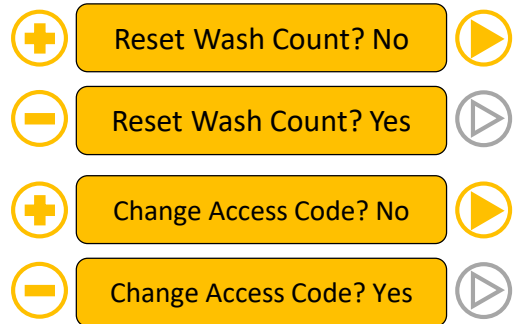 Reset Wash Count? No
Reset Wash Count? Yes
Change Access Code? No
Change Access Code? Yes